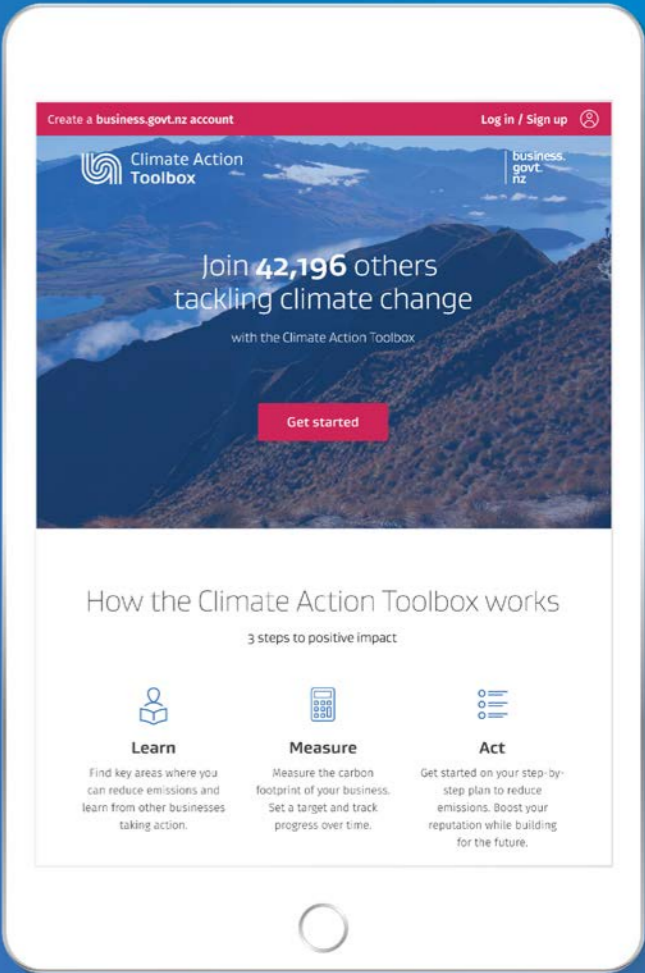 Create a business.govt.nz account
Log in / Sign up
Climate Action
Toolbox
business.
govt.
nz
Join 42,196 others
tackling climate change
with the Climate Action Toolbox
Get started
How the Climate Action Toolbox works
3 steps to positive impact
Learn
Find key areas where you
can reduce emissions and
learn from other businesses
taking action.
Measure
Measure the carbon
footprint of your business.
Set a target and track
progress over time.
Act
Get started on your step-by-
step plan to reduce
emissions. Boost your
reputation while building
for the future.